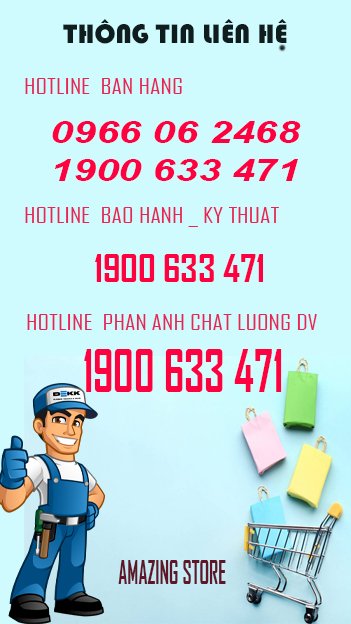 THÔNG TIN LIÊN HỆ
HOTLINE BAN HANG
0966 06 2468
1900 633 471
HOTLINE BAO HANH _ KY THUAT
1900 633 471
HOTLINE PHAN ANH CHAT LUONG DV
1900 633 471
DEKK
AMAZING STORE